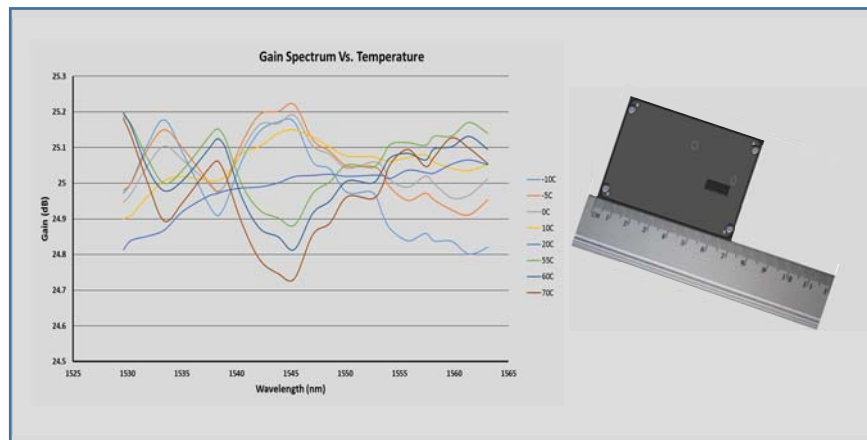 Gain Spectrum Vs. Temperature
25.3
25.2
25.1
25
24.9
24.8
24.7
24.6
24.5
Gain (dB)
1525
1530
1535
1540
1545
1550
1555
1560
1565
Wavelength (nm)
-10C
-5C
0C
10C
20C
55C
60C
70C